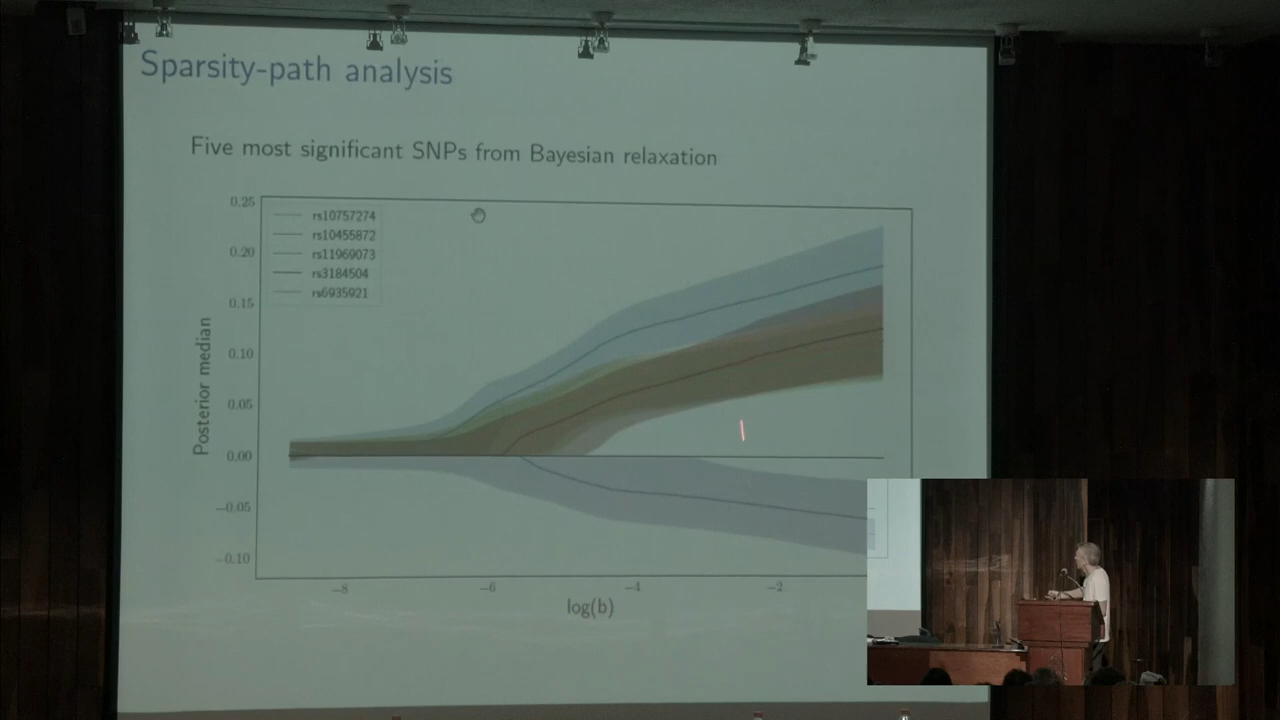 Sparsity-path analysis
Five most significant SNPs from Bayesian relaxation
0.25
0.20
0.15
0.10
0.05
0.00
−0.05
−0.10
Posterior median
rs10757274
rs10455872
rs11969073
rs3184504
rs6935921
−8
−6
−4
−2
log(b)